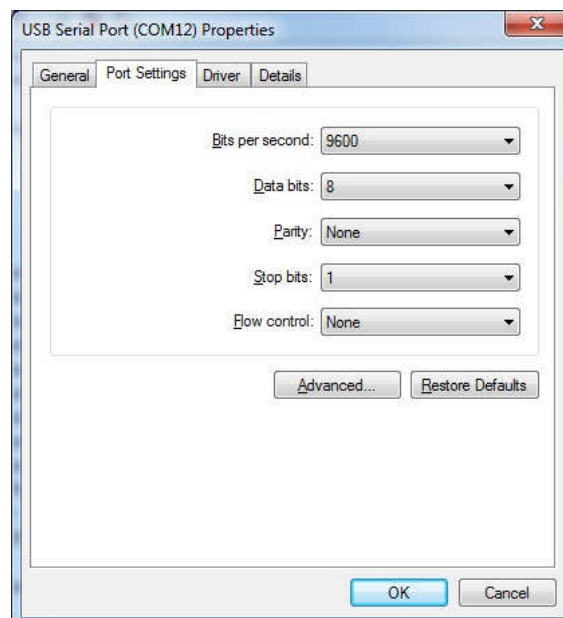 USB Serial Port (COM12) Properties
General Port Settings Driver Details
Bits per second: 9600
Data bits: 8
Parity: None
Stop bits: 1
Flow control: None
Advanced... Restore Defaults
OK Cancel